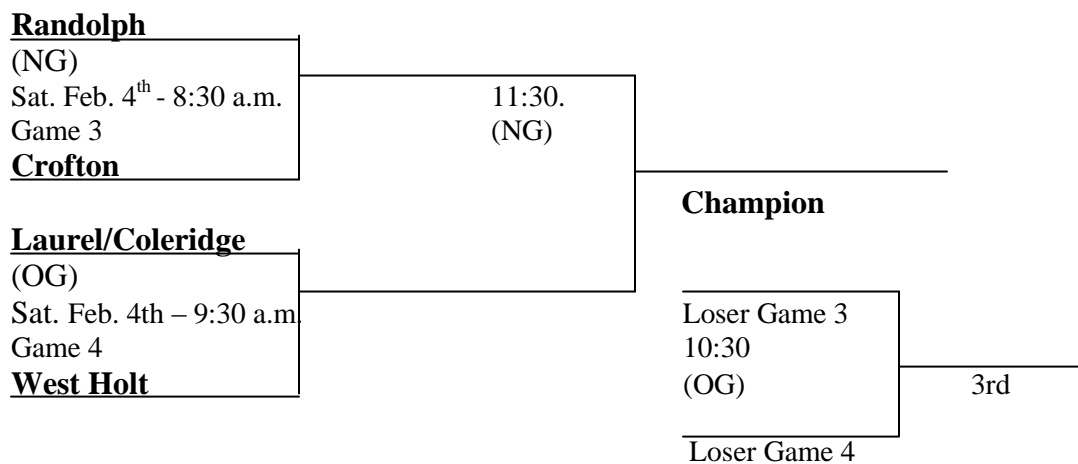 Randolph
(NG)
Sat. Feb. 4th - 8:30 a.m.
Game 3
Crofton
11:30.
(NG)
Champion
Laurel/Coleridge
(OG)
Sat. Feb. 4th – 9:30 a.m.
Game 4
West Holt
Loser Game 3
10:30
(OG)
3rd
Loser Game 4